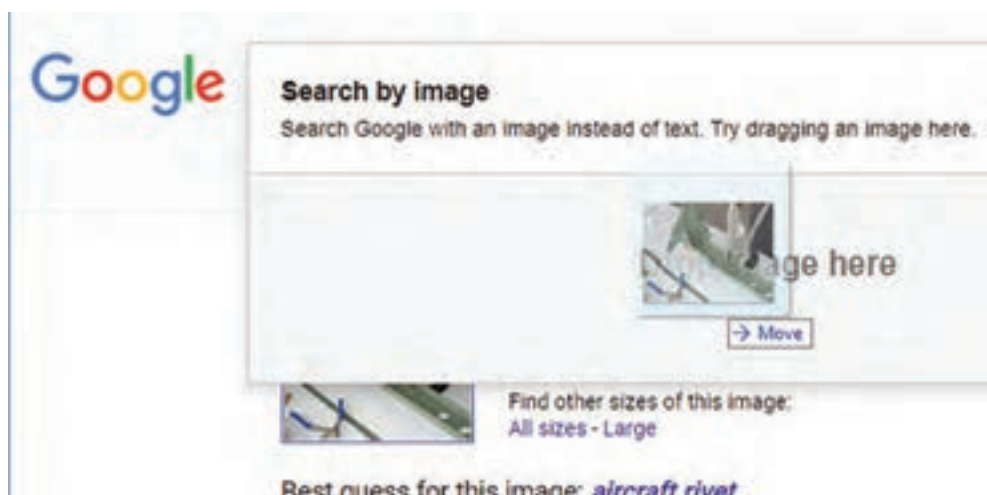 Google
Search by image
Search Google with an image instead of text. Try dragging an image here.
age here
→ Move
Find other sizes of this image:
All sizes - Large
Best guess for this image: aircraft rivet